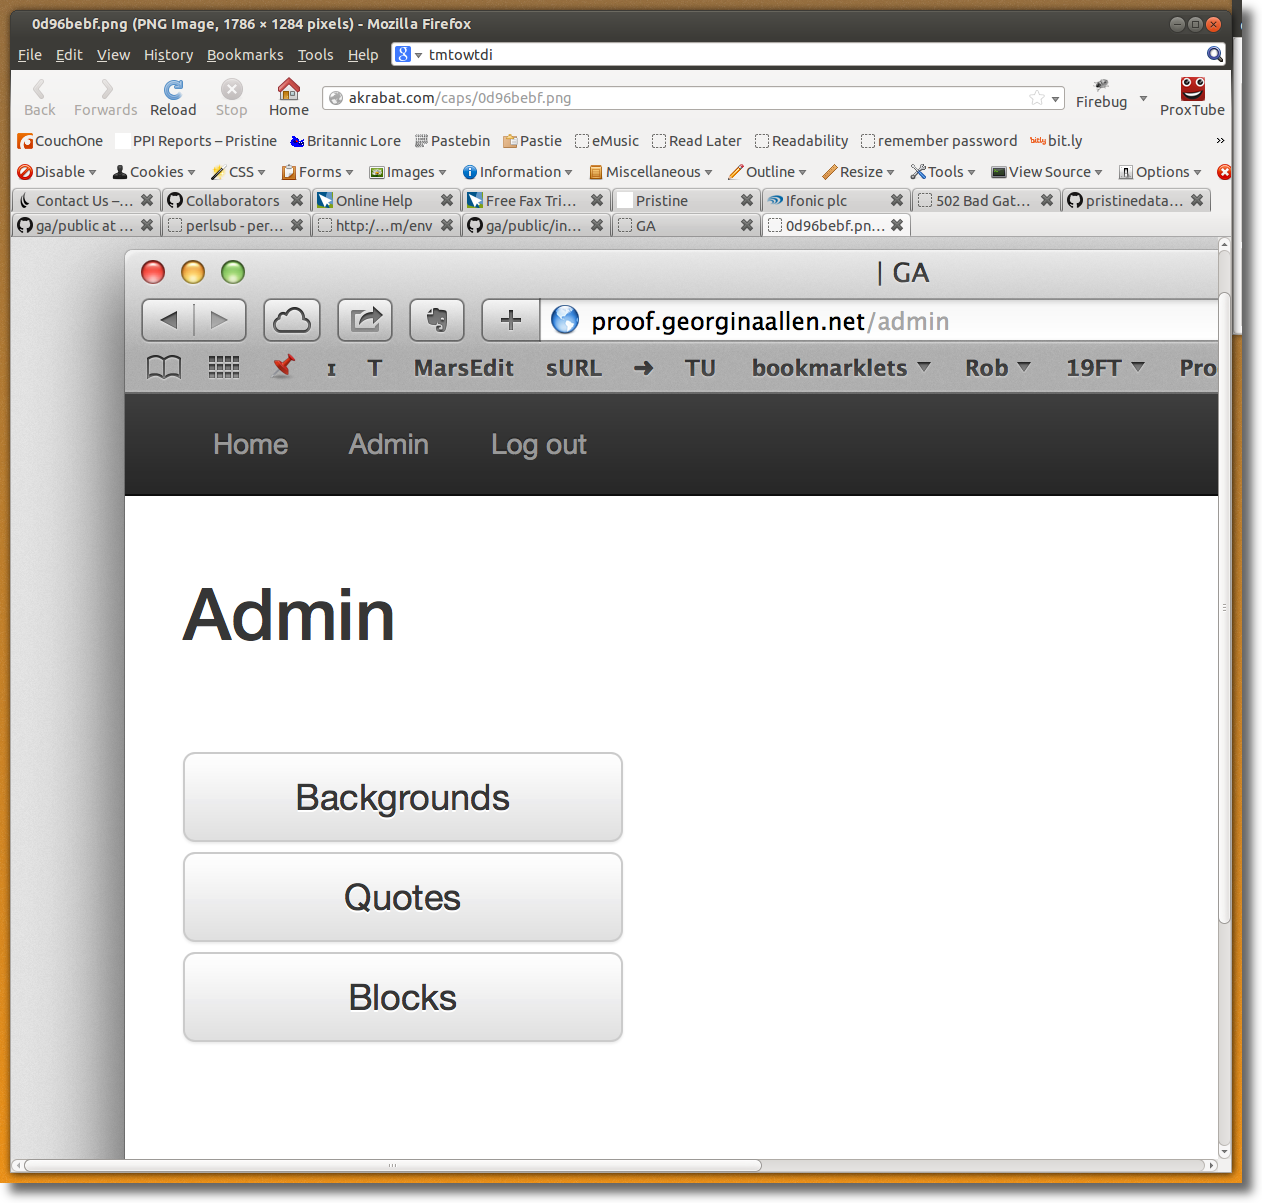 0d96bebf.png (PNG Image, 1786 × 1284 pixels) - Mozilla Firefox
File Edit View History Bookmarks Tools Help tmtowtdi
Back Forwards Reload Stop Home akrabat.com/caps/0d96bebf.png Firebug ProxTube
CouchOne PPI Reports – Pristine Britannic Lore Pastebin Pastie eMusic Read Later Readability remember password bitly bit.ly »
Disable Cookies CSS Forms Images Information Miscellaneous Outline Resize Tools View Source Options
Contact Us –... Collaborators Online Help Free Fax Tri... Pristine Ifonic plc 502 Bad Gat... pristinedata...
ga/public at ... perlsub - per... http:/...m/env ga/public/in... GA 0d96bebf.pn...
| GA
proof.georginaallen.net/admin
ɪ T MarsEdit sURL ➜ TU bookmarklets Rob 19FT Pro
Home Admin Log out
Admin
Backgrounds
Quotes
Blocks